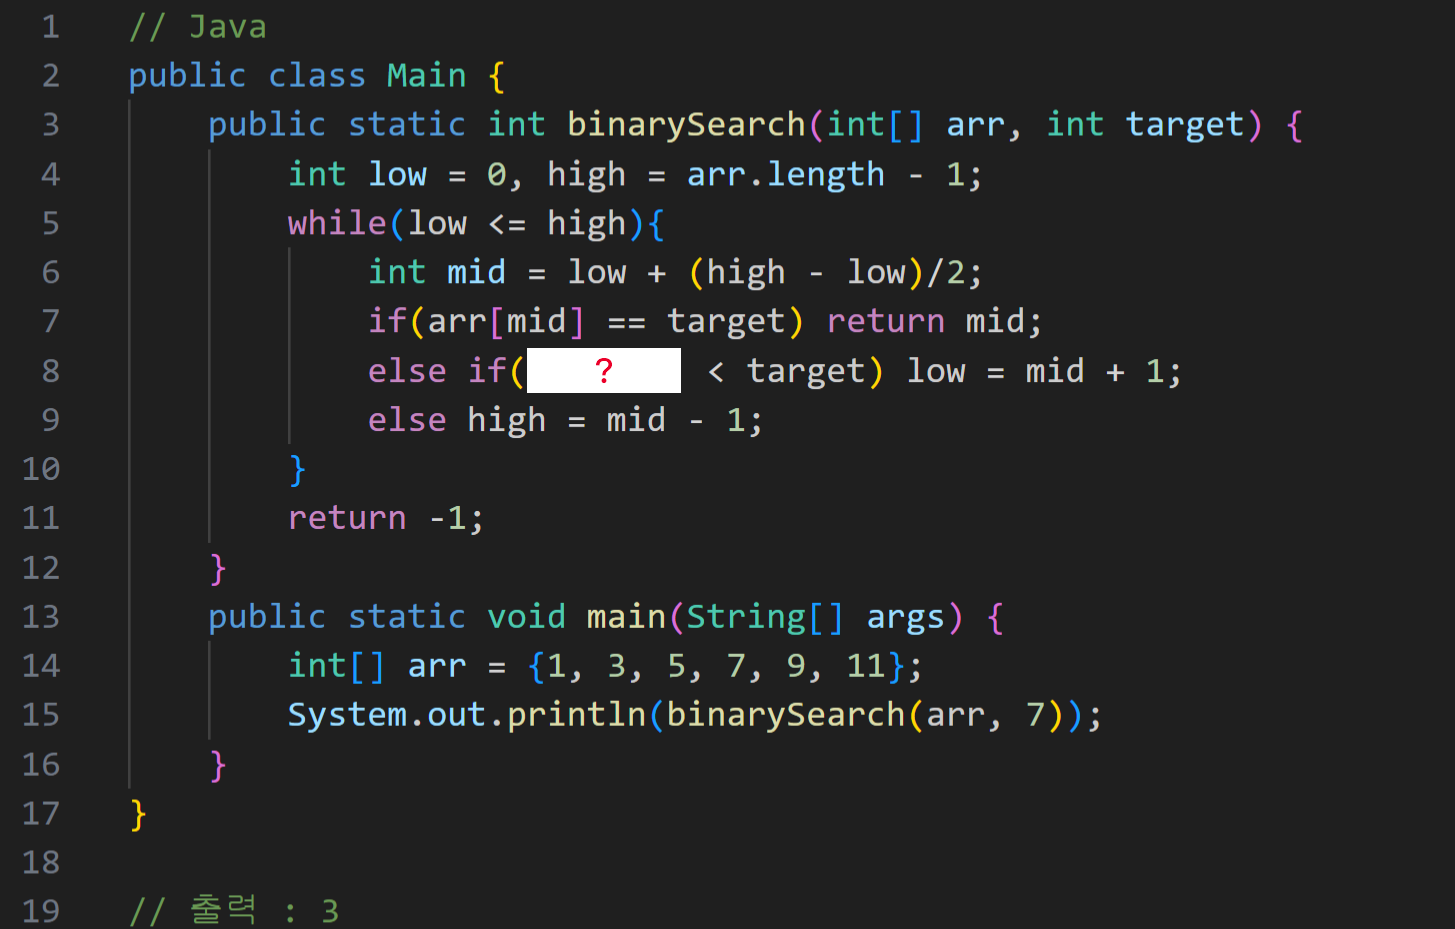 1 // Java
2 public class Main {
3 public static int binarySearch(int[] arr, int target) {
4 int low = 0, high = arr.length - 1;
5 while(low <= high){
6 int mid = low + (high - low)/2;
7 if(arr[mid] == target) return mid;
8 else if( ? < target) low = mid + 1;
9 else high = mid - 1;
10 }
11 return -1;
12 }
13 public static void main(String[] args) {
14 int[] arr = {1, 3, 5, 7, 9, 11};
15 System.out.println(binarySearch(arr, 7));
16 }
17 }
18
19 // 출력 : 3